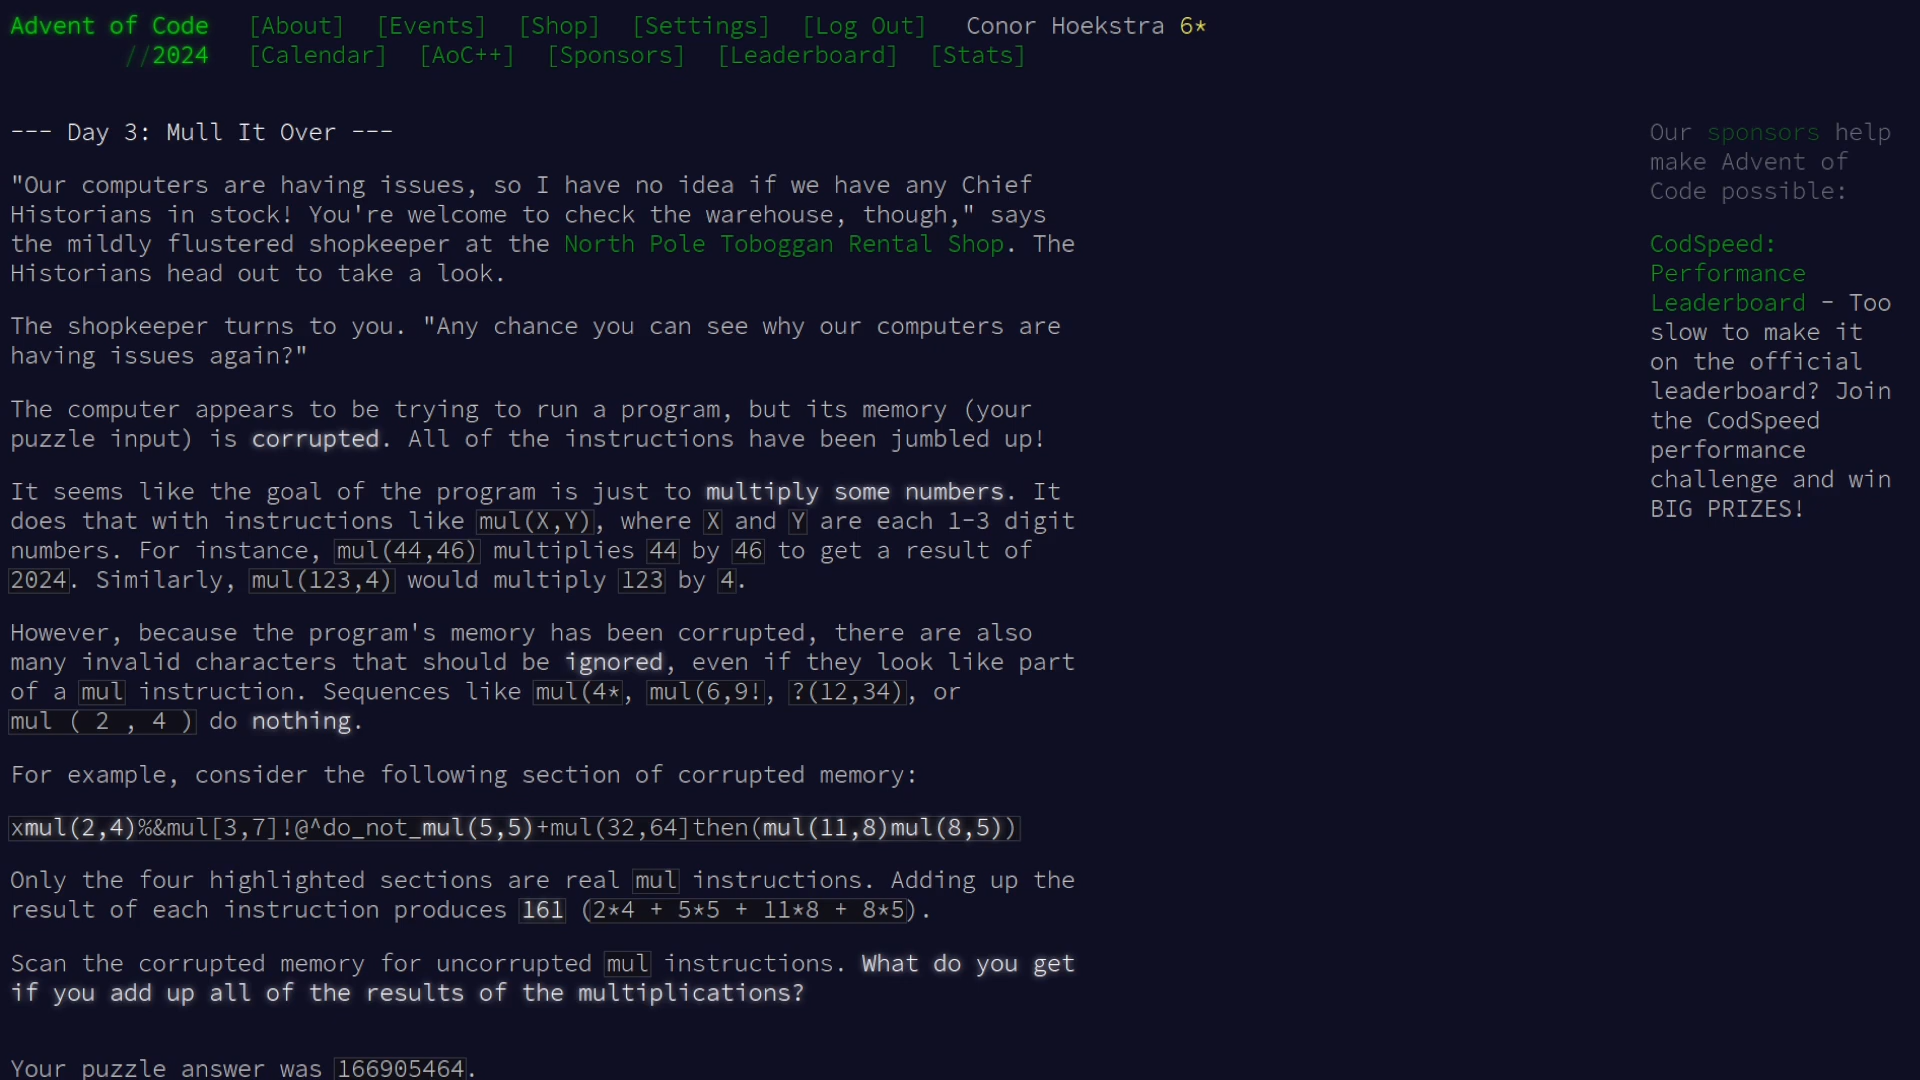 Advent of Code [About] [Events] [Shop] [Settings] [Log Out] Conor Hoekstra 6*
//2024 [Calendar] [AoC++] [Sponsors] [Leaderboard] [Stats]
--- Day 3: Mull It Over ---
"Our computers are having issues, so I have no idea if we have any Chief
Historians in stock! You're welcome to check the warehouse, though," says
the mildly flustered shopkeeper at the North Pole Toboggan Rental Shop. The
Historians head out to take a look.
The shopkeeper turns to you. "Any chance you can see why our computers are
having issues again?"
The computer appears to be trying to run a program, but its memory (your
puzzle input) is corrupted. All of the instructions have been jumbled up!
It seems like the goal of the program is just to multiply some numbers. It
does that with instructions like mul(X,Y), where X and Y are each 1-3 digit
numbers. For instance, mul(44,46) multiplies 44 by 46 to get a result of
2024. Similarly, mul(123,4) would multiply 123 by 4.
However, because the program's memory has been corrupted, there are also
many invalid characters that should be ignored, even if they look like part
of a mul instruction. Sequences like mul(4*, mul(6,9!, ?(12,34), or
mul ( 2 , 4 ) do nothing.
For example, consider the following section of corrupted memory:
xmul(2,4)%&mul[3,7]!@^do_not_mul(5,5)+mul(32,64]then(mul(11,8)mul(8,5))
Only the four highlighted sections are real mul instructions. Adding up the
result of each instruction produces 161 (2*4 + 5*5 + 11*8 + 8*5).
Scan the corrupted memory for uncorrupted mul instructions. What do you get
if you add up all of the results of the multiplications?
Your puzzle answer was 166905464.
Our sponsors help
make Advent of
Code possible:
CodSpeed:
Performance
Leaderboard - Too
slow to make it
on the official
leaderboard? Join
the CodSpeed
performance
challenge and win
BIG PRIZES!